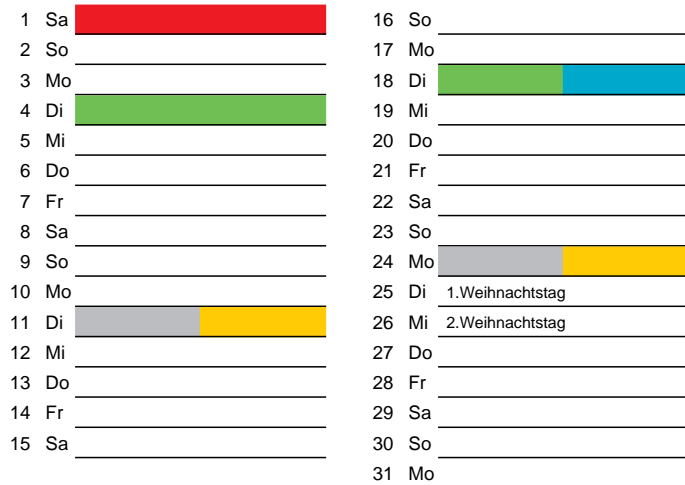 1 Sa
2 So
3 Mo
4 Di
5 Mi
6 Do
7 Fr
8 Sa
9 So
10 Mo
11 Di
12 Mi
13 Do
14 Fr
15 Sa
16 So
17 Mo
18 Di
19 Mi
20 Do
21 Fr
22 Sa
23 So
24 Mo
25 Di 1.Weihnachtstag
26 Mi 2.Weihnachtstag
27 Do
28 Fr
29 Sa
30 So
31 Mo